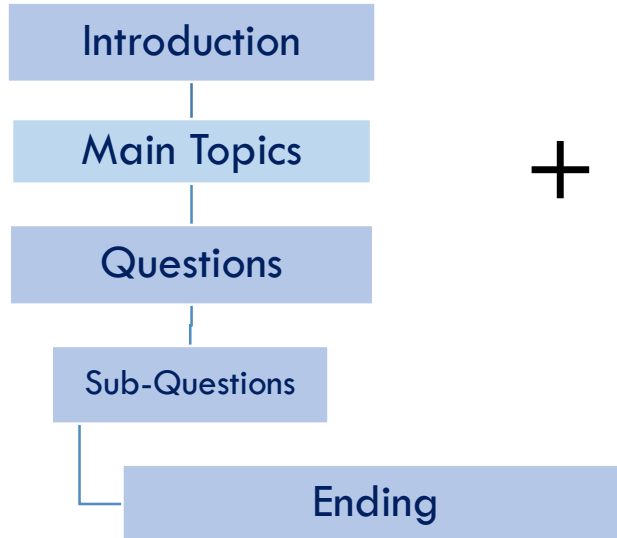 Introduction
Main Topics
+
Questions
Sub-Questions
Ending